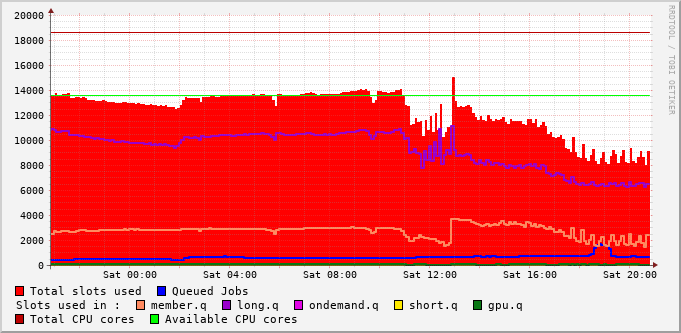 20000
18000
16000
14000
12000
10000
8000
6000
4000
2000
0
Sat 00:00 Sat 04:00 Sat 08:00 Sat 12:00 Sat 16:00 Sat 20:00
Total slots used Queued Jobs
Slots used in : member.q long.q ondemand.q short.q gpu.q
Total CPU cores Available CPU cores
RRDTOOL / TOBI OETIKER